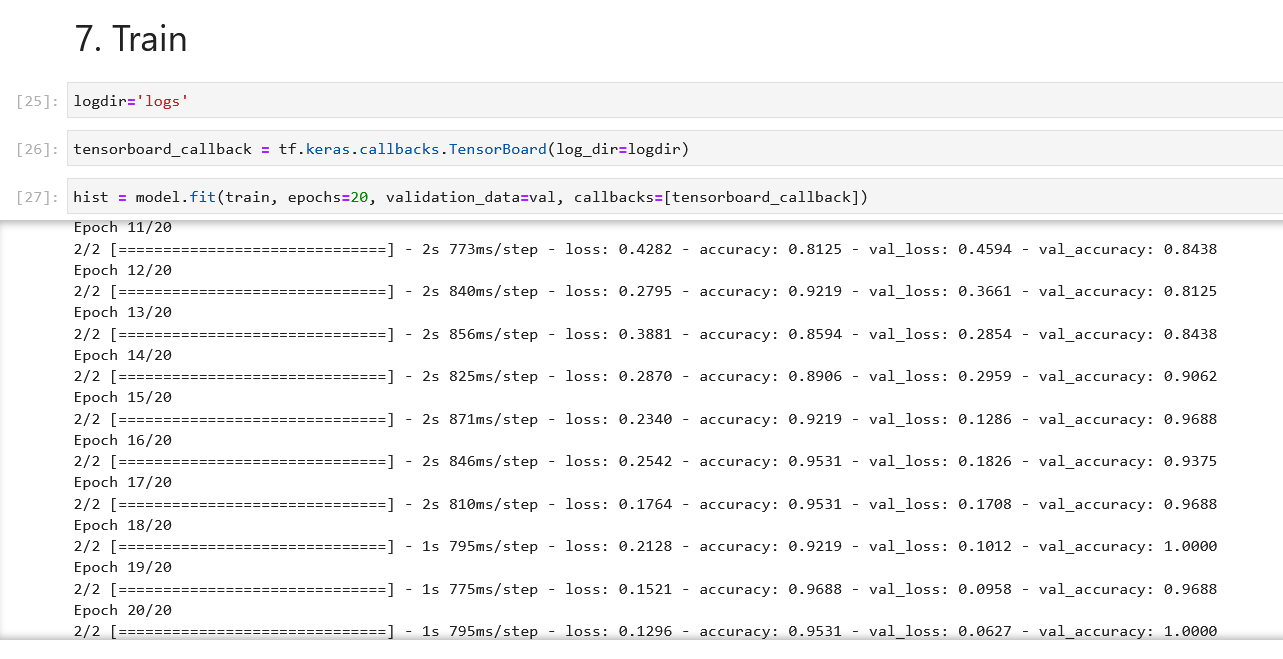 7. Train
[25]: logdir='logs'
[26]: tensorboard_callback = tf.keras.callbacks.TensorBoard(log_dir=logdir)
[27]: hist = model.fit(train, epochs=20, validation_data=val, callbacks=[tensorboard_callback])
Epoch 11/20
2/2 [==============================] - 2s 773ms/step - loss: 0.4282 - accuracy: 0.8125 - val_loss: 0.4594 - val_accuracy: 0.8438
Epoch 12/20
2/2 [==============================] - 2s 840ms/step - loss: 0.2795 - accuracy: 0.9219 - val_loss: 0.3661 - val_accuracy: 0.8125
Epoch 13/20
2/2 [==============================] - 2s 856ms/step - loss: 0.3881 - accuracy: 0.8594 - val_loss: 0.2854 - val_accuracy: 0.8438
Epoch 14/20
2/2 [==============================] - 2s 825ms/step - loss: 0.2870 - accuracy: 0.8906 - val_loss: 0.2959 - val_accuracy: 0.9062
Epoch 15/20
2/2 [==============================] - 2s 871ms/step - loss: 0.2340 - accuracy: 0.9219 - val_loss: 0.1286 - val_accuracy: 0.9688
Epoch 16/20
2/2 [==============================] - 2s 846ms/step - loss: 0.2542 - accuracy: 0.9531 - val_loss: 0.1826 - val_accuracy: 0.9375
Epoch 17/20
2/2 [==============================] - 2s 810ms/step - loss: 0.1764 - accuracy: 0.9531 - val_loss: 0.1708 - val_accuracy: 0.9688
Epoch 18/20
2/2 [==============================] - 1s 795ms/step - loss: 0.2128 - accuracy: 0.9219 - val_loss: 0.1012 - val_accuracy: 1.0000
Epoch 19/20
2/2 [==============================] - 1s 775ms/step - loss: 0.1521 - accuracy: 0.9688 - val_loss: 0.0958 - val_accuracy: 0.9688
Epoch 20/20
2/2 [==============================] - 1s 795ms/step - loss: 0.1296 - accuracy: 0.9531 - val_loss: 0.0627 - val_accuracy: 1.0000